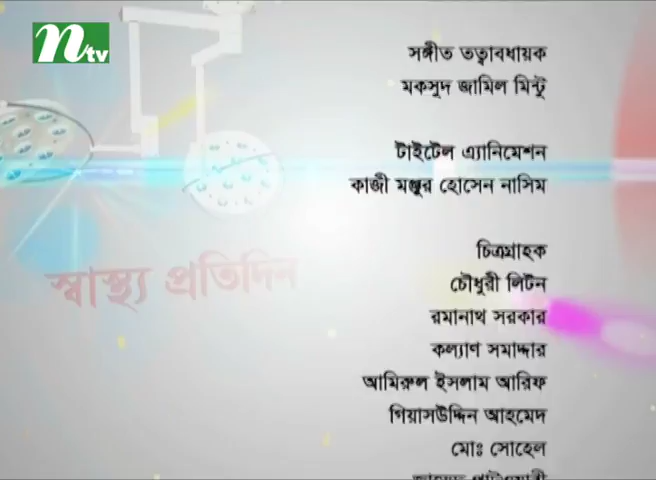 ntv
সঙ্গীত তত্বাবধায়ক
মকসুদ জামিল মিন্টু
টাইটেল এ্যানিমেশন
কাজী মঞ্জুর হোসেন নাসিম
চিত্রগ্রাহক
চৌধুরী লিটন
স্বাস্থ্য প্রতিদিন
রমানাথ সরকার
কল্যাণ সমাদ্দার
আমিরুল ইসলাম আরিফ
গিয়াসউদ্দিন আহমেদ
মোঃ সোহেল